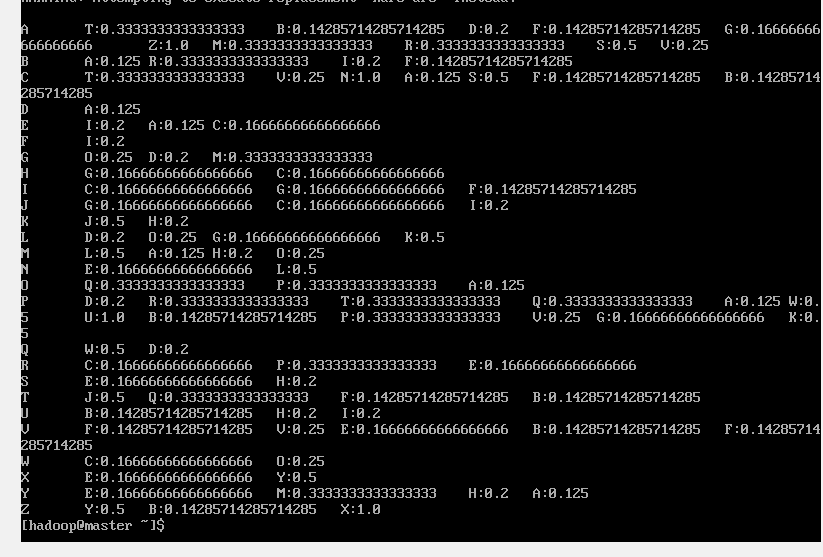 Attempting to execute replacement instead.
A T:0.3333333333333333 B:0.14285714285714285 D:0.2 F:0.14285714285714285 G:0.16666666
666666666 Z:1.0 M:0.3333333333333333 R:0.3333333333333333 S:0.5 V:0.25
B A:0.125 R:0.3333333333333333 I:0.2 F:0.14285714285714285
C T:0.3333333333333333 V:0.25 N:1.0 A:0.125 S:0.5 F:0.14285714285714285 B:0.14285714
285714285
D A:0.125
E I:0.2 A:0.125 C:0.16666666666666666
F I:0.2
G O:0.25 D:0.2 M:0.3333333333333333
H G:0.16666666666666666 C:0.16666666666666666
I C:0.16666666666666666 G:0.16666666666666666 F:0.14285714285714285
J G:0.16666666666666666 C:0.16666666666666666 I:0.2
K J:0.5 H:0.2
L D:0.2 O:0.25 G:0.16666666666666666 K:0.5
M L:0.5 A:0.125 H:0.2 O:0.25
N E:0.16666666666666666 L:0.5
O Q:0.3333333333333333 P:0.3333333333333333 A:0.125
P D:0.2 R:0.3333333333333333 T:0.3333333333333333 Q:0.3333333333333333 A:0.125 W:0.
5 U:1.0 B:0.14285714285714285 P:0.3333333333333333 V:0.25 G:0.16666666666666666 K:0.
5
Q W:0.5 D:0.2
R C:0.16666666666666666 P:0.3333333333333333 E:0.16666666666666666
S E:0.16666666666666666 H:0.2
T J:0.5 Q:0.3333333333333333 F:0.14285714285714285 B:0.14285714285714285
U B:0.14285714285714285 H:0.2 I:0.2
V F:0.14285714285714285 V:0.25 E:0.16666666666666666 B:0.14285714285714285 F:0.14285714
285714285
W C:0.16666666666666666 O:0.25
X E:0.16666666666666666 Y:0.5
Y E:0.16666666666666666 M:0.3333333333333333 H:0.2 A:0.125
Z Y:0.5 B:0.14285714285714285 X:1.0
[hadoop@master ~]$